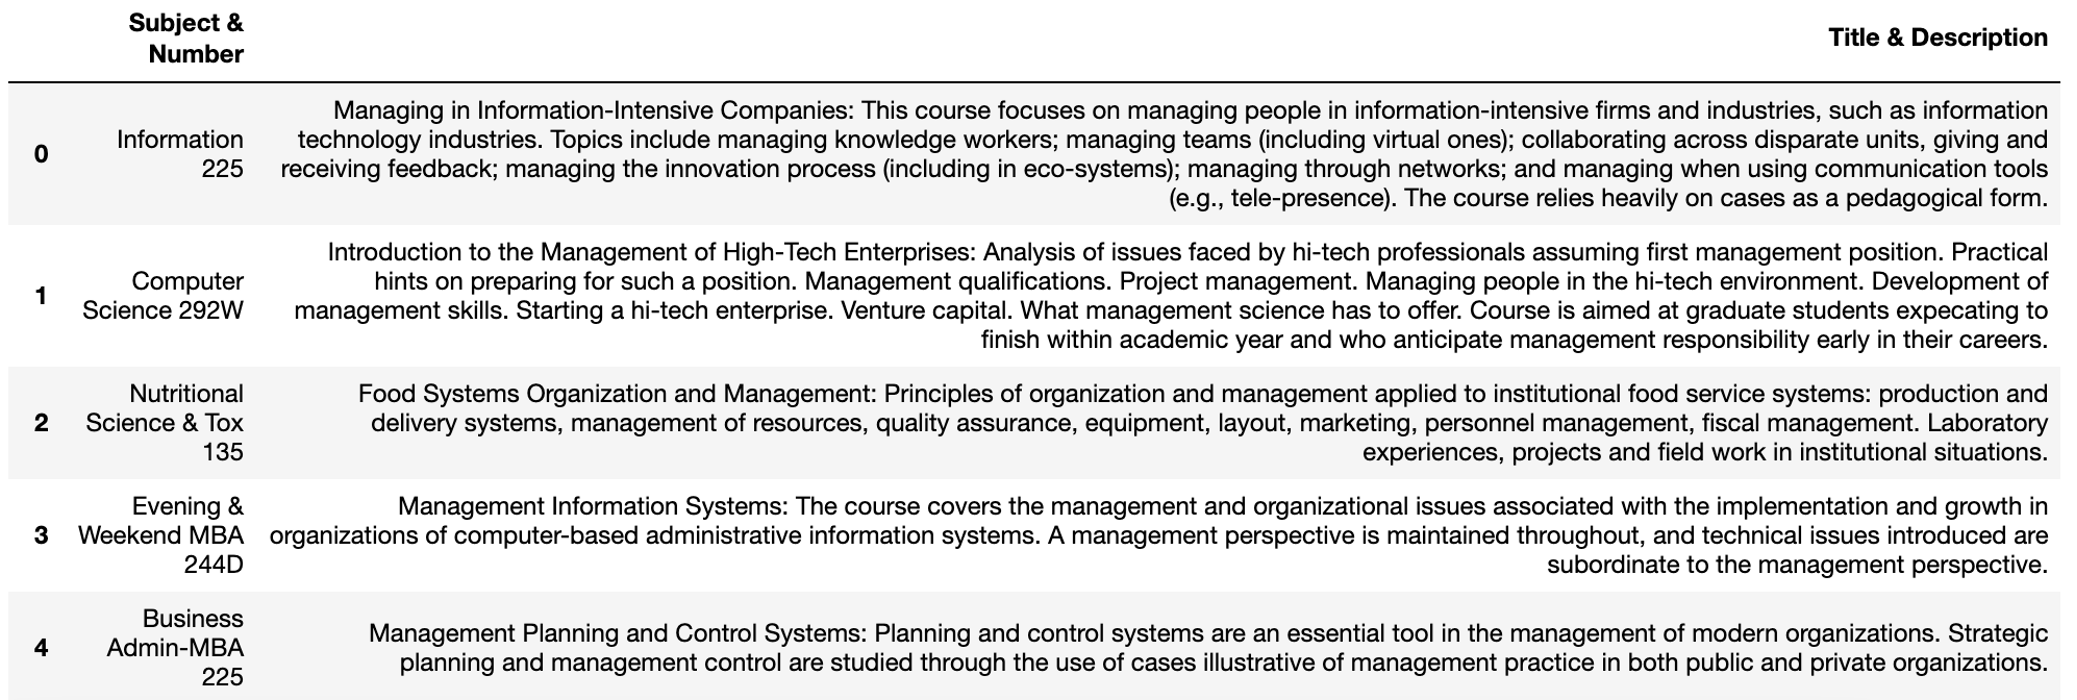 Subject &
Number
Title & Description
0
Information
225
Managing in Information-Intensive Companies: This course focuses on managing people in information-intensive firms and industries, such as information
technology industries. Topics include managing knowledge workers; managing teams (including virtual ones); collaborating across disparate units, giving and
receiving feedback; managing the innovation process (including in eco-systems); managing through networks; and managing when using communication tools
(e.g., tele-presence). The course relies heavily on cases as a pedagogical form.
1
Computer
Science 292W
Introduction to the Management of High-Tech Enterprises: Analysis of issues faced by hi-tech professionals assuming first management position. Practical
hints on preparing for such a position. Management qualifications. Project management. Managing people in the hi-tech environment. Development of
management skills. Starting a hi-tech enterprise. Venture capital. What management science has to offer. Course is aimed at graduate students expecating to
finish within academic year and who anticipate management responsibility early in their careers.
2
Nutritional
Science & Tox
135
Food Systems Organization and Management: Principles of organization and management applied to institutional food service systems: production and
delivery systems, management of resources, quality assurance, equipment, layout, marketing, personnel management, fiscal management. Laboratory
experiences, projects and field work in institutional situations.
3
Evening &
Weekend MBA
244D
Management Information Systems: The course covers the management and organizational issues associated with the implementation and growth in
organizations of computer-based administrative information systems. A management perspective is maintained throughout, and technical issues introduced are
subordinate to the management perspective.
4
Business
Admin-MBA
225
Management Planning and Control Systems: Planning and control systems are an essential tool in the management of modern organizations. Strategic
planning and management control are studied through the use of cases illustrative of management practice in both public and private organizations.